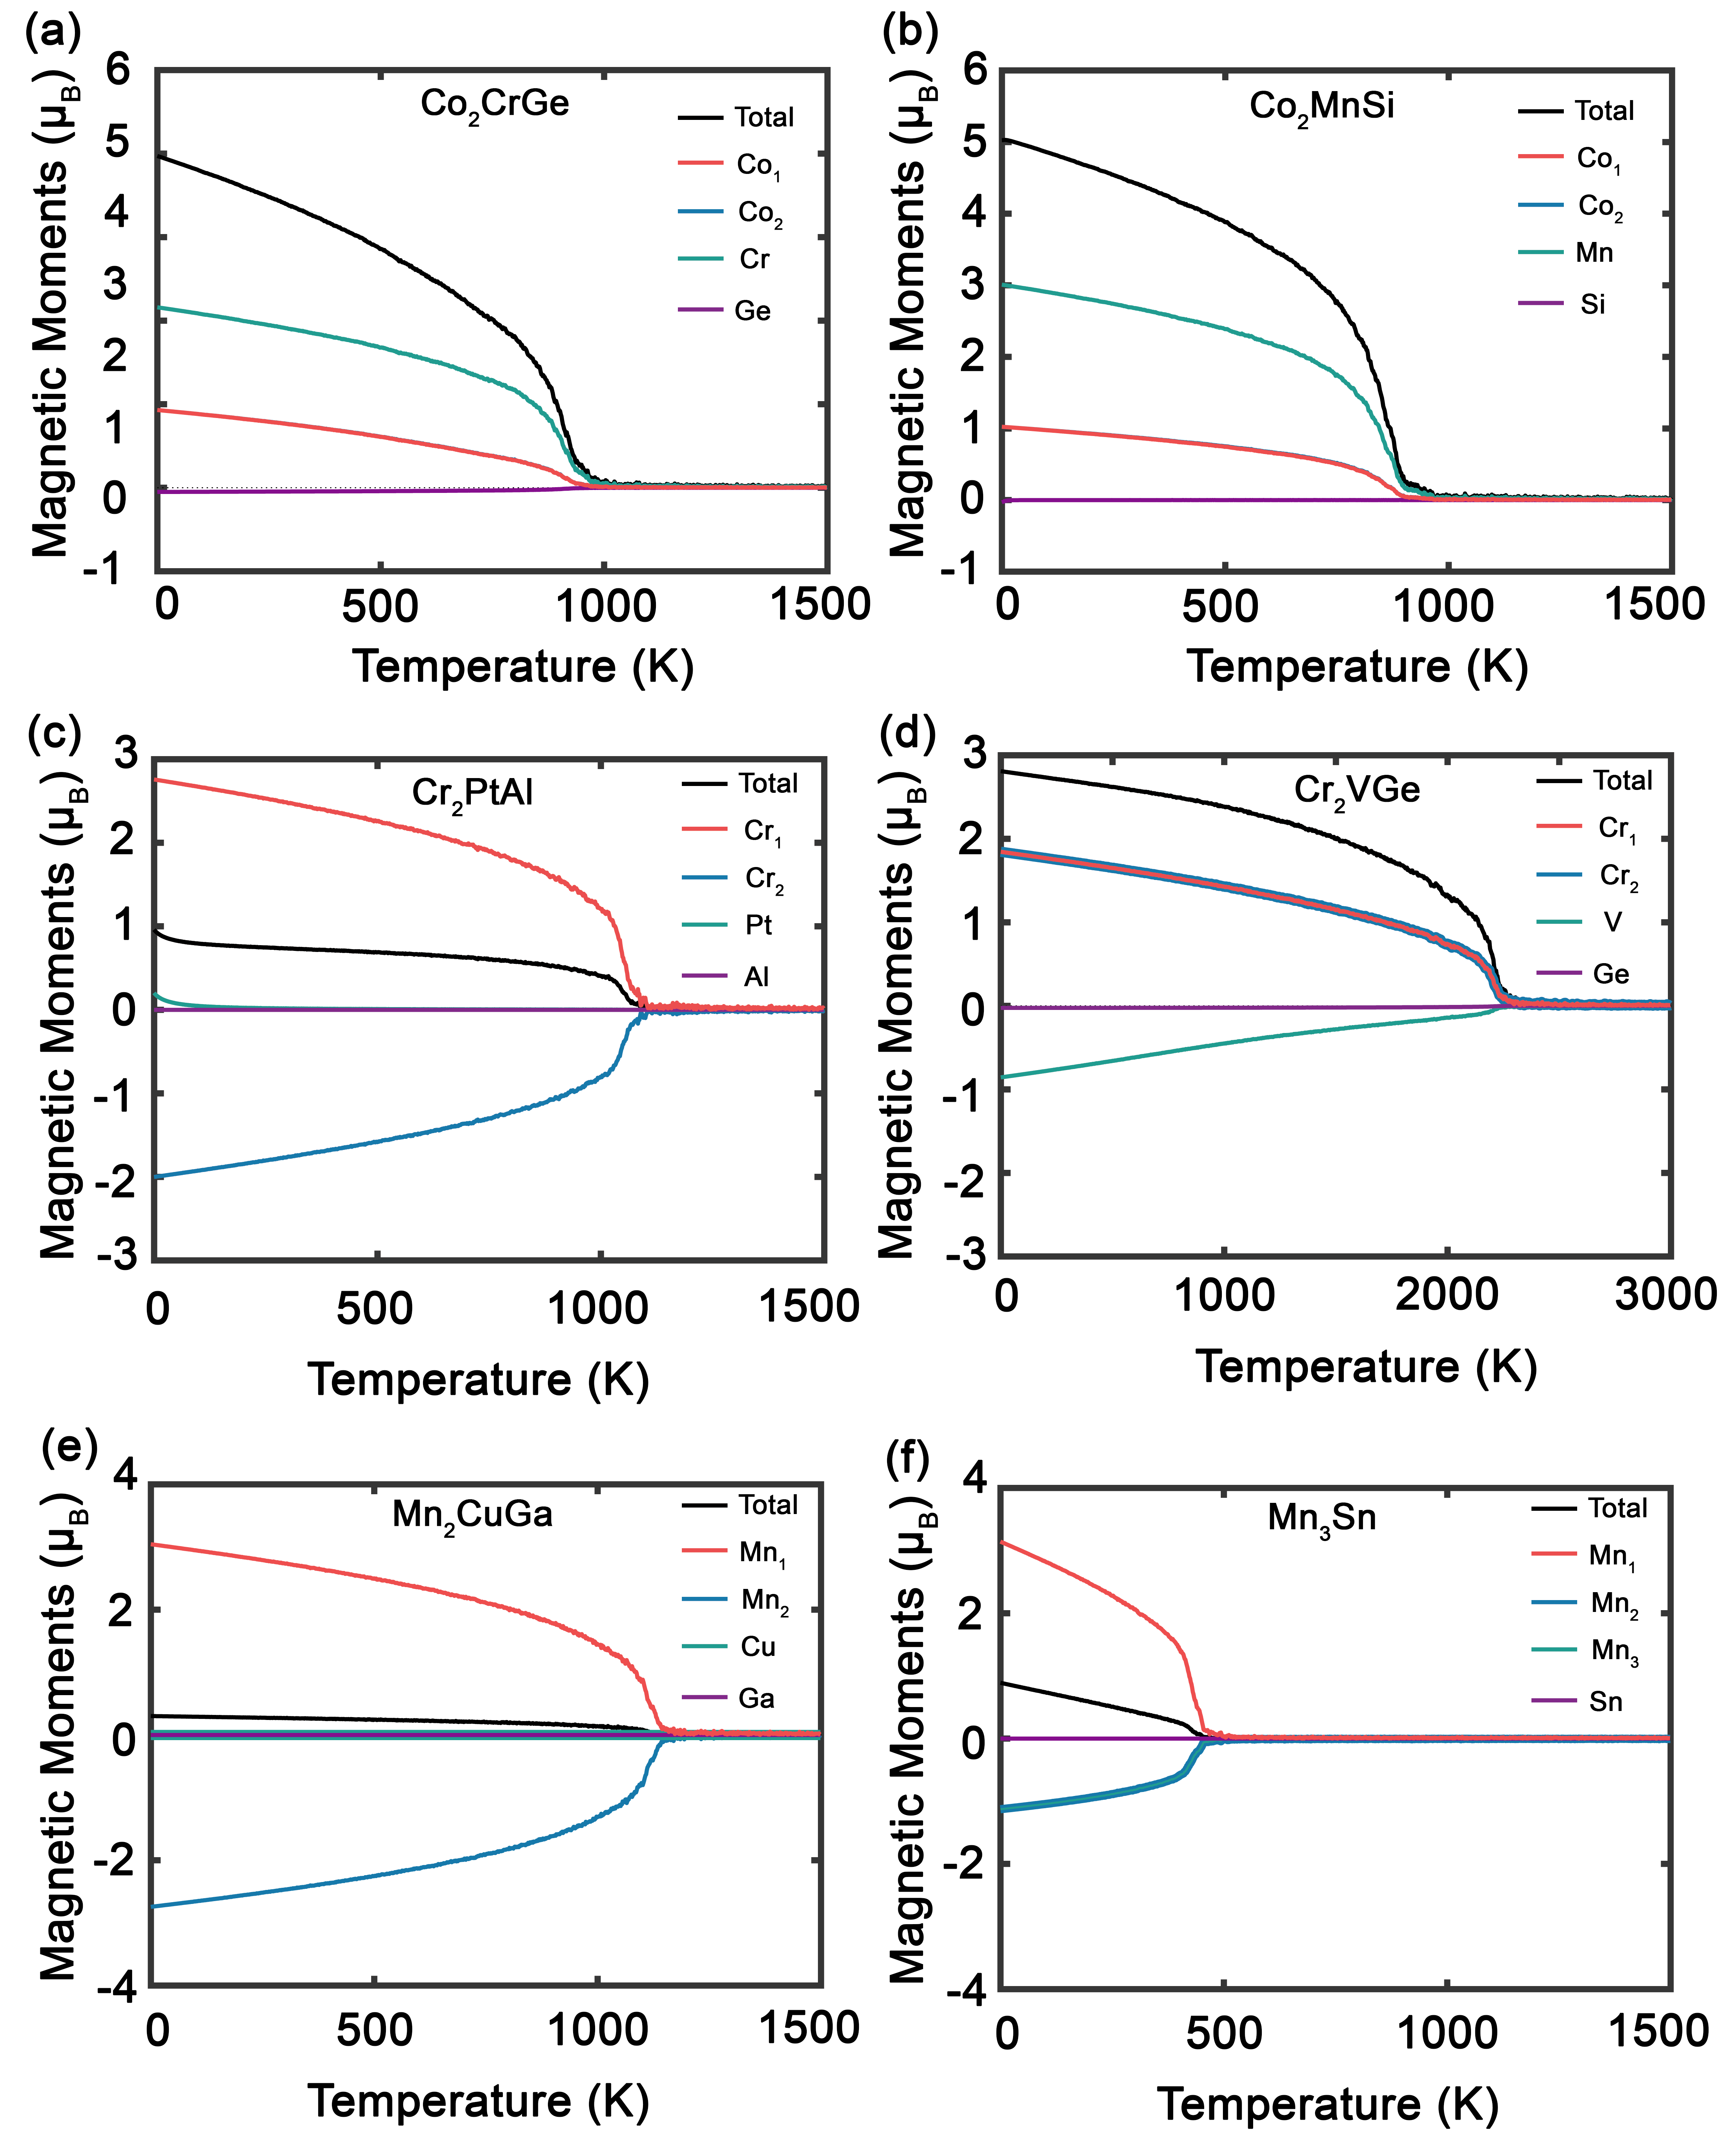 (a)
Co₂CrGe
Magnetic Moments (μ_B)
6
5
4
3
2
1
0
-1
Total
Co₁
Co₂
Cr
Ge
0 500 1000 1500
Temperature (K)
(b)
Co₂MnSi
Magnetic Moments (μ_B)
6
5
4
3
2
1
0
-1
Total
Co₁
Co₂
Mn
Si
0 500 1000 1500
Temperature (K)
(c)
Cr₂PtAl
Magnetic Moments (μ_B)
3
2
1
0
-1
-2
-3
Total
Cr₁
Cr₂
Pt
Al
0 500 1000 1500
Temperature (K)
(d)
Cr₂VGe
Magnetic Moments (μ_B)
3
2
1
0
-1
-2
-3
Total
Cr₁
Cr₂
V
Ge
0 1000 2000 3000
Temperature (K)
(e)
Mn₂CuGa
Magnetic Moments (μ_B)
4
2
0
-2
-4
Total
Mn₁
Mn₂
Cu
Ga
0 500 1000 1500
Temperature (K)
(f)
Mn₃Sn
Magnetic Moments (μ_B)
4
2
0
-2
-4
Total
Mn₁
Mn₂
Mn₃
Sn
0 500 1000 1500
Temperature (K)